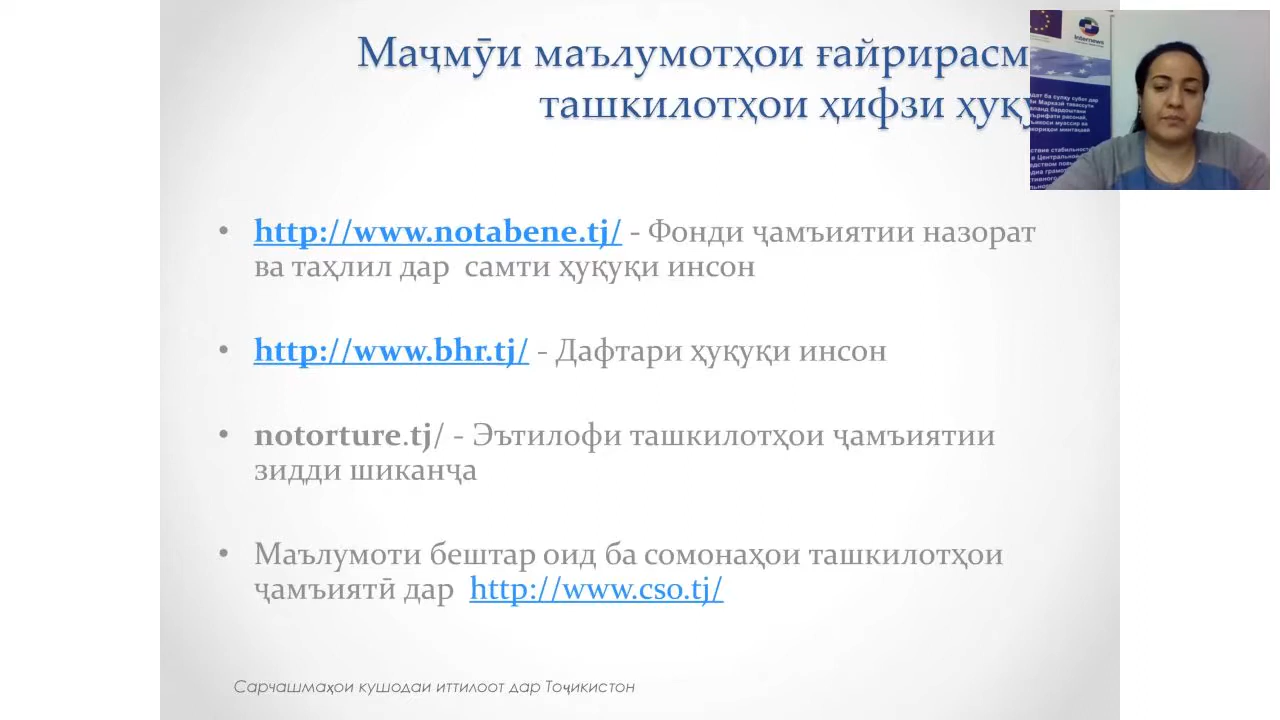 Маҷмӯи маълумотҳои ғайрирасм
ташкилотҳои ҳифзи ҳуқу
Internews
• http://www.notabene.tj/ - Фонди ҷамъиятии назорат
ва таҳлил дар самти ҳуқуқи инсон
• http://www.bhr.tj/ - Дафтари ҳуқуқи инсон
• notorture.tj/ - Эътилофи ташкилотҳои ҷамъиятии
зидди шиканҷа
• Маълумоти бештар оид ба сомонаҳои ташкилотҳои
ҷамъиятӣ дар http://www.cso.tj/
Сарчашмаҳои кушодаи иттилоот дар Тоҷикистон